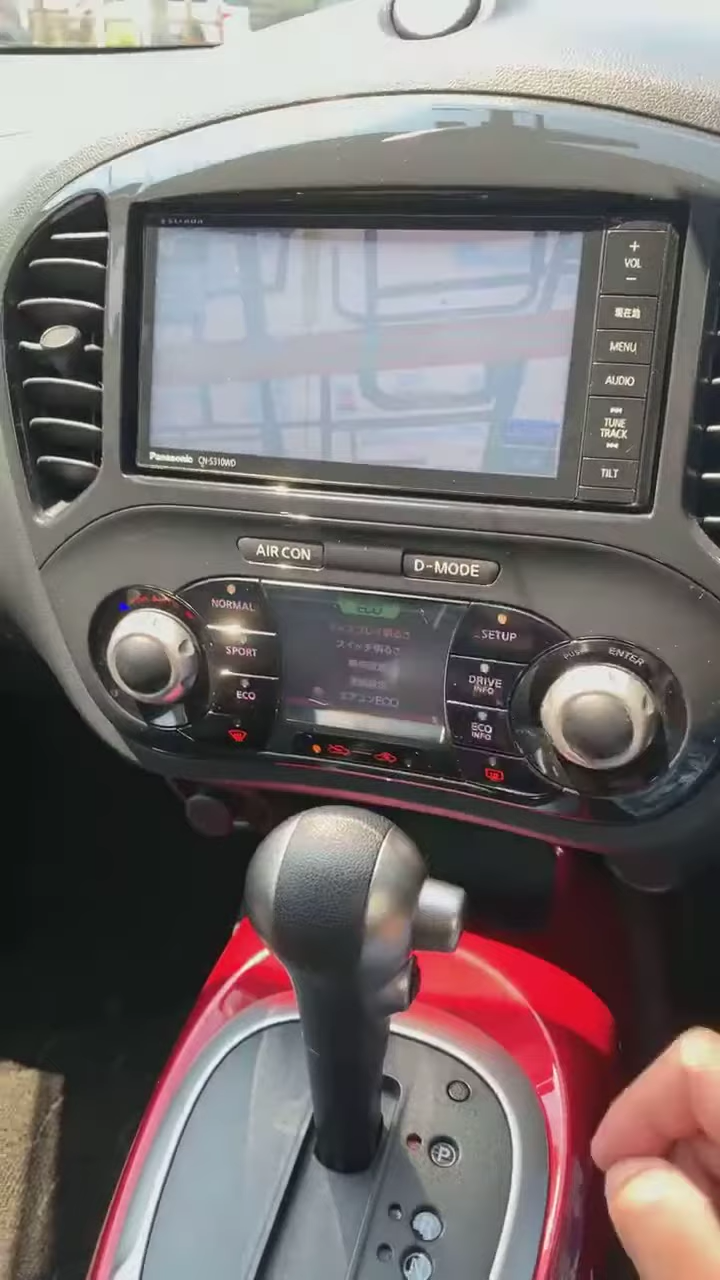 STRADA
+
VOL
−
現在地
MENU
AUDIO
TUNE
TRACK
TILT
Panasonic CN-S310WD
AIR CON
D-MODE
NORMAL
SPORT
ECO
ECO
ディスプレイ明るさ
スイッチ明るさ
エアコンECO
SETUP
DRIVE
INFO
ECO
INFO
PUSH ENTER
P